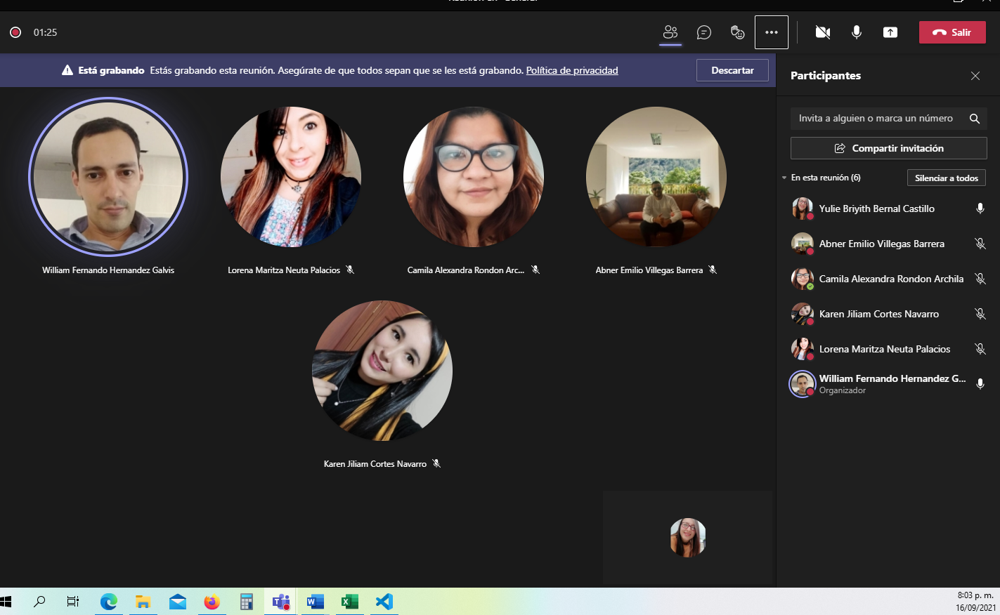 01:25
Salir
Está grabando Estás grabando esta reunión. Asegúrate de que todos sepan que se les está grabando. Política de privacidad
Descartar
William Fernando Hernandez Galvis
Lorena Maritza Neuta Palacios
Camila Alexandra Rondon Arc...
Abner Emilio Villegas Barrera
Karen Jiliam Cortes Navarro
Participantes
Invita a alguien o marca un número
Compartir invitación
En esta reunión (6)
Silenciar a todos
Yulie Briyith Bernal Castillo
Abner Emilio Villegas Barrera
Camila Alexandra Rondon Archila
Karen Jiliam Cortes Navarro
Lorena Maritza Neuta Palacios
William Fernando Hernandez G...
Organizador
8:03 p. m.
16/09/2021